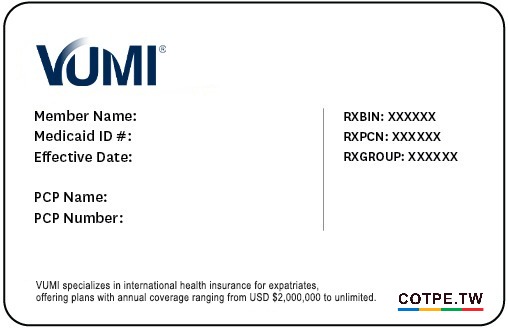 VUMI®
Member Name:
Medicaid ID #:
Effective Date:
PCP Name:
PCP Number:
RXBIN: XXXXXX
RXPCN: XXXXXX
RXGROUP: XXXXXX
VUMI specializes in international health insurance for expatriates,
offering plans with annual coverage ranging from USD $2,000,000 to unlimited.
COTPE.TW